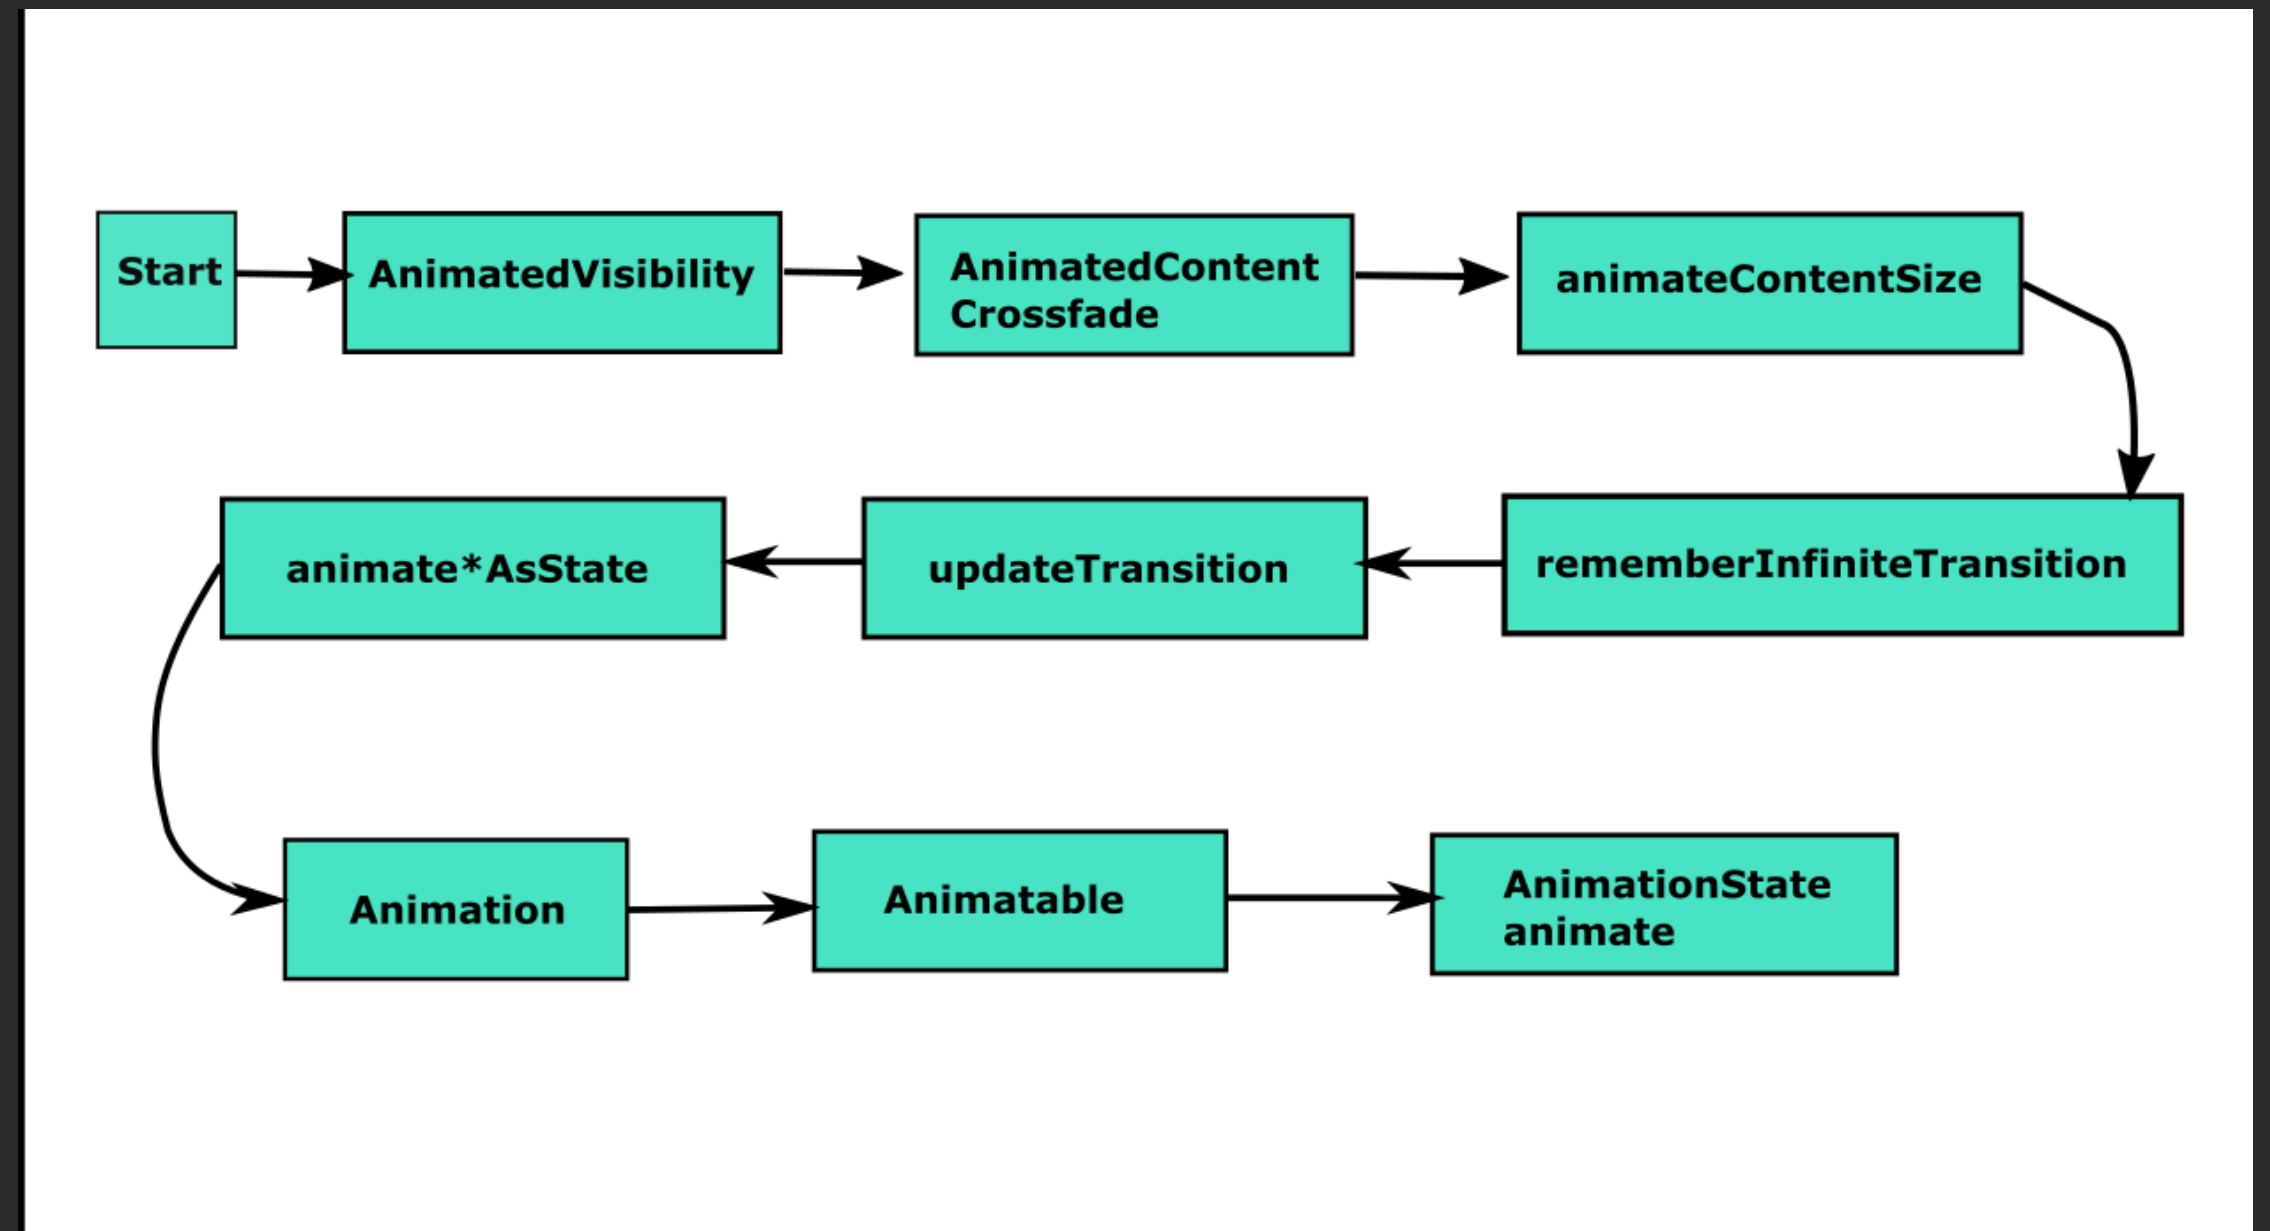 Start
AnimatedVisibility
AnimatedContent
Crossfade
animateContentSize
rememberInfiniteTransition
updateTransition
animate*AsState
Animation
Animatable
AnimationState
animate